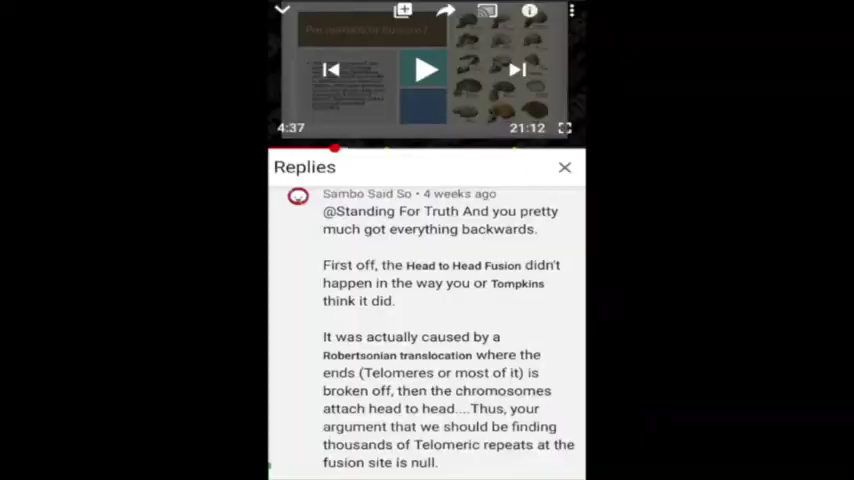 4:37
21:12
Replies
Sambo Said So • 4 weeks ago
@Standing For Truth And you pretty
much got everything backwards.
First off, the Head to Head Fusion didn't
happen in the way you or Tompkins
think it did.
It was actually caused by a
Robertsonian translocation where the
ends (Telomeres or most of it) is
broken off, then the chromosomes
attach head to head....Thus, your
argument that we should be finding
thousands of Telomeric repeats at the
fusion site is null.